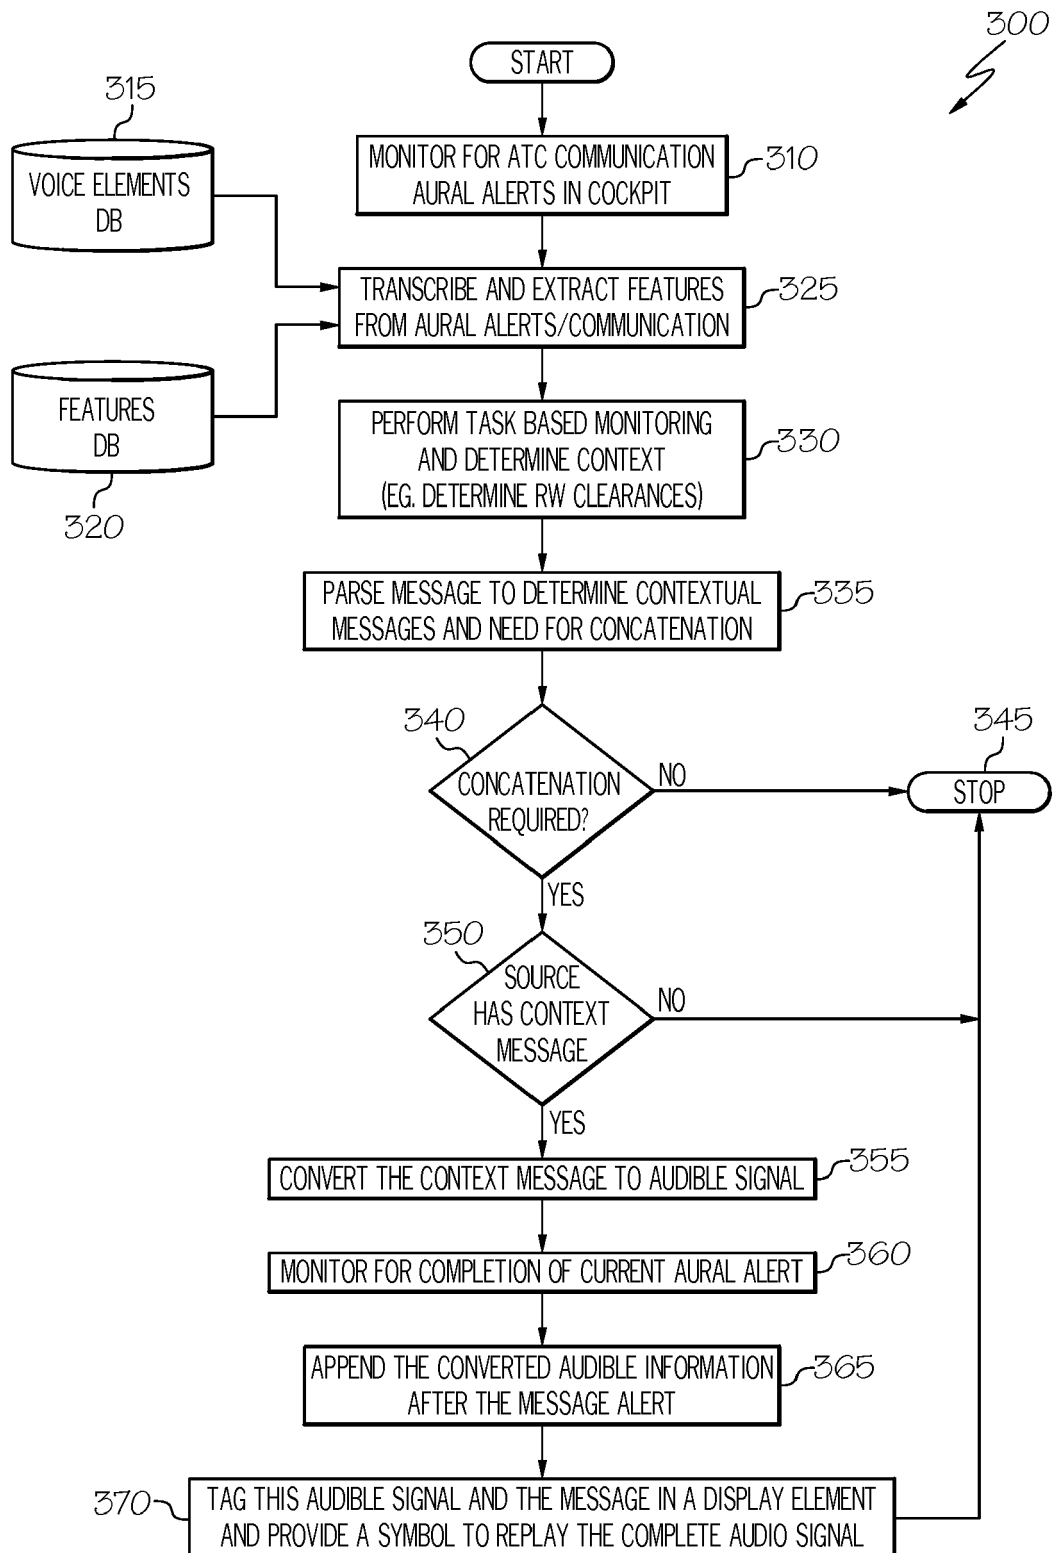 300
START
315
VOICE ELEMENTS
DB
MONITOR FOR ATC COMMUNICATION
AURAL ALERTS IN COCKPIT
310
TRANSCRIBE AND EXTRACT FEATURES
FROM AURAL ALERTS/COMMUNICATION
325
FEATURES
DB
320
PERFORM TASK BASED MONITORING
AND DETERMINE CONTEXT
(EG. DETERMINE RW CLEARANCES)
330
PARSE MESSAGE TO DETERMINE CONTEXTUAL
MESSAGES AND NEED FOR CONCATENATION
335
340
CONCATENATION
REQUIRED?
NO
345
STOP
YES
350
SOURCE
HAS CONTEXT
MESSAGE
NO
YES
CONVERT THE CONTEXT MESSAGE TO AUDIBLE SIGNAL
355
MONITOR FOR COMPLETION OF CURRENT AURAL ALERT
360
APPEND THE CONVERTED AUDIBLE INFORMATION
AFTER THE MESSAGE ALERT
365
370
TAG THIS AUDIBLE SIGNAL AND THE MESSAGE IN A DISPLAY ELEMENT
AND PROVIDE A SYMBOL TO REPLAY THE COMPLETE AUDIO SIGNAL